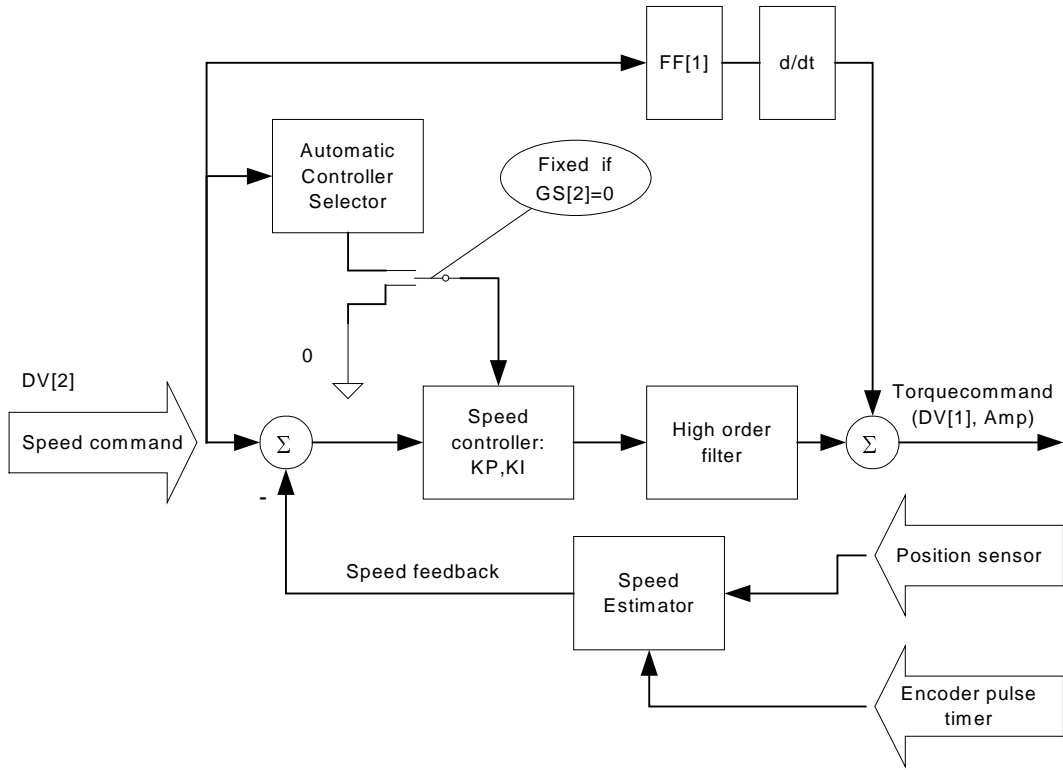 FF[1]
d/dt
Automatic
Controller
Selector
Fixed if
GS[2]=0
0
DV[2]
Speed command
Σ
-
Speed
controller:
KP,KI
High order
filter
Σ
Torquecommand
(DV[1], Amp)
Position sensor
Speed feedback
Speed
Estimator
Encoder pulse
timer